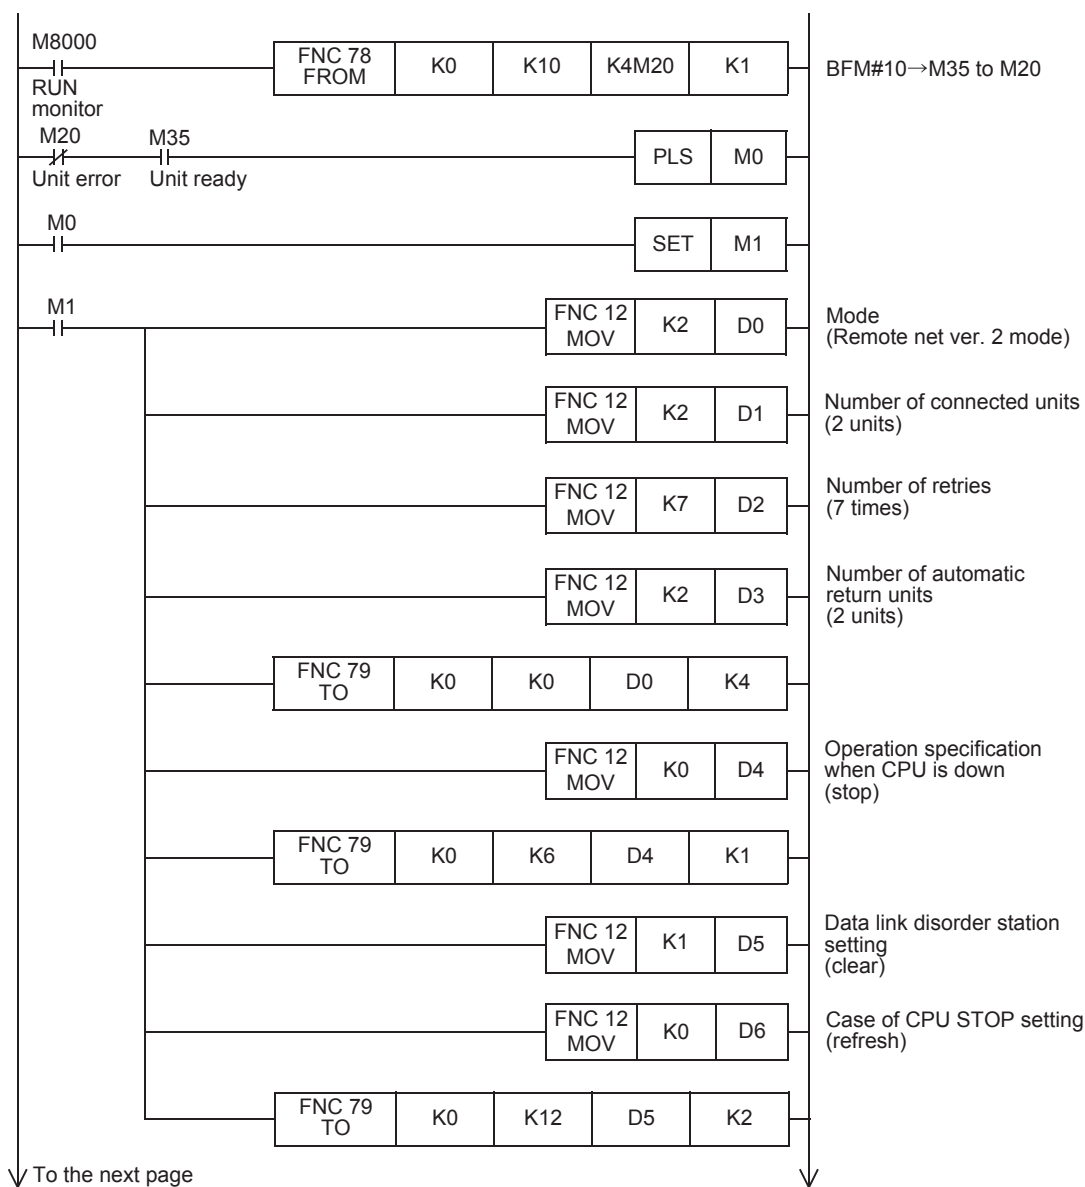 M8000
RUN
monitor
FNC 78
FROM
K0
K10
K4M20
K1
BFM#10→M35 to M20
M20
Unit error
M35
Unit ready
PLS
M0
M0
SET
M1
M1
FNC 12
MOV
K2
D0
Mode
(Remote net ver. 2 mode)
FNC 12
MOV
K2
D1
Number of connected units
(2 units)
FNC 12
MOV
K7
D2
Number of retries
(7 times)
FNC 12
MOV
K2
D3
Number of automatic
return units
(2 units)
FNC 79
TO
K0
K0
D0
K4
FNC 12
MOV
K0
D4
Operation specification
when CPU is down
(stop)
FNC 79
TO
K0
K6
D4
K1
FNC 12
MOV
K1
D5
Data link disorder station
setting
(clear)
FNC 12
MOV
K0
D6
Case of CPU STOP setting
(refresh)
FNC 79
TO
K0
K12
D5
K2
To the next page